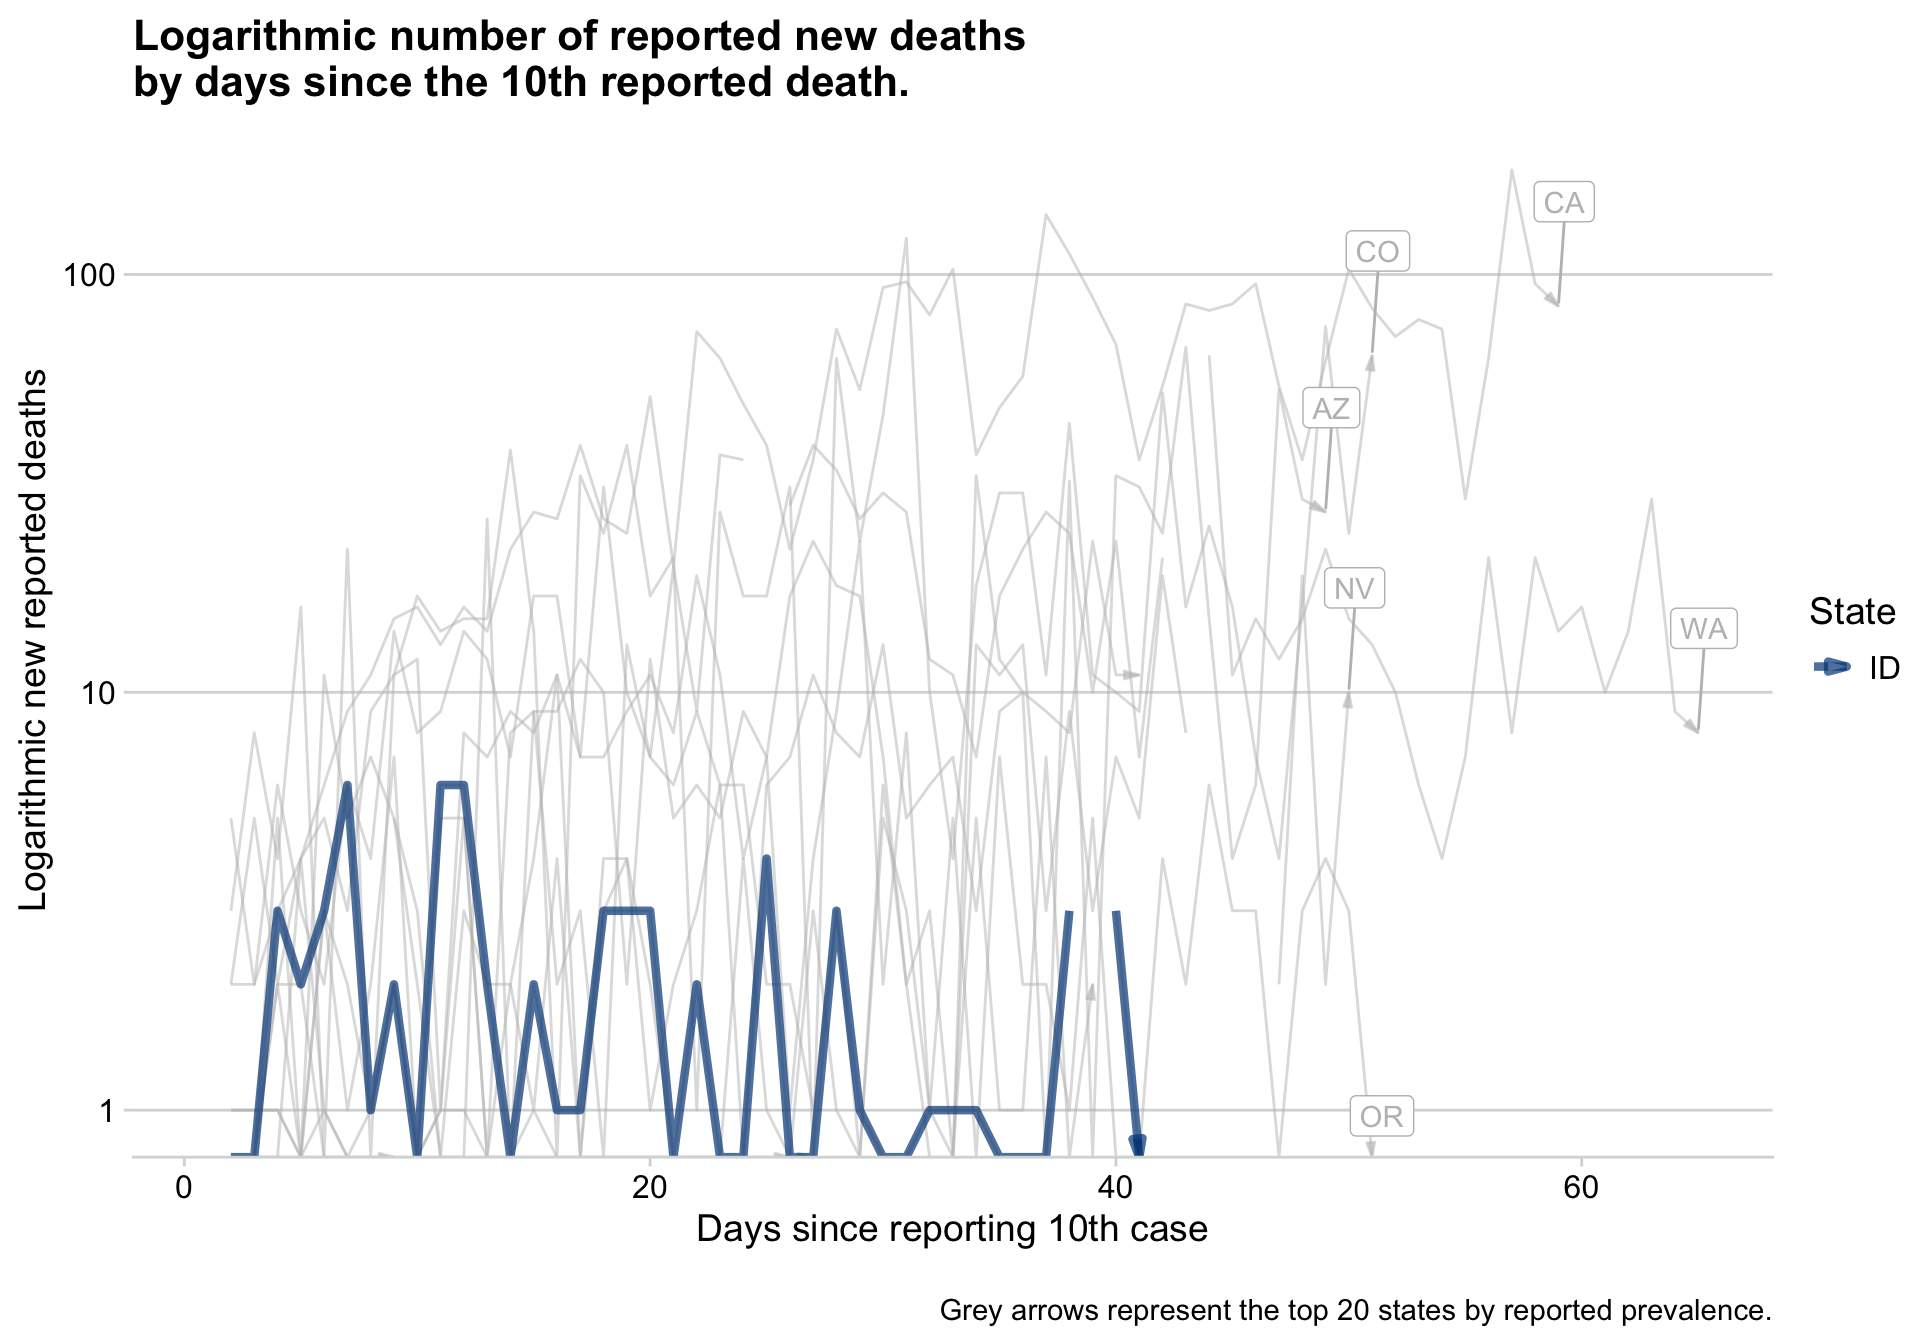 Logarithmic number of reported new deaths
by days since the 10th reported death.
Logarithmic new reported deaths
100
10
1
CA
CO
AZ
NV
WA
OR
State
ID
0 20 40 60
Days since reporting 10th case
Grey arrows represent the top 20 states by reported prevalence.